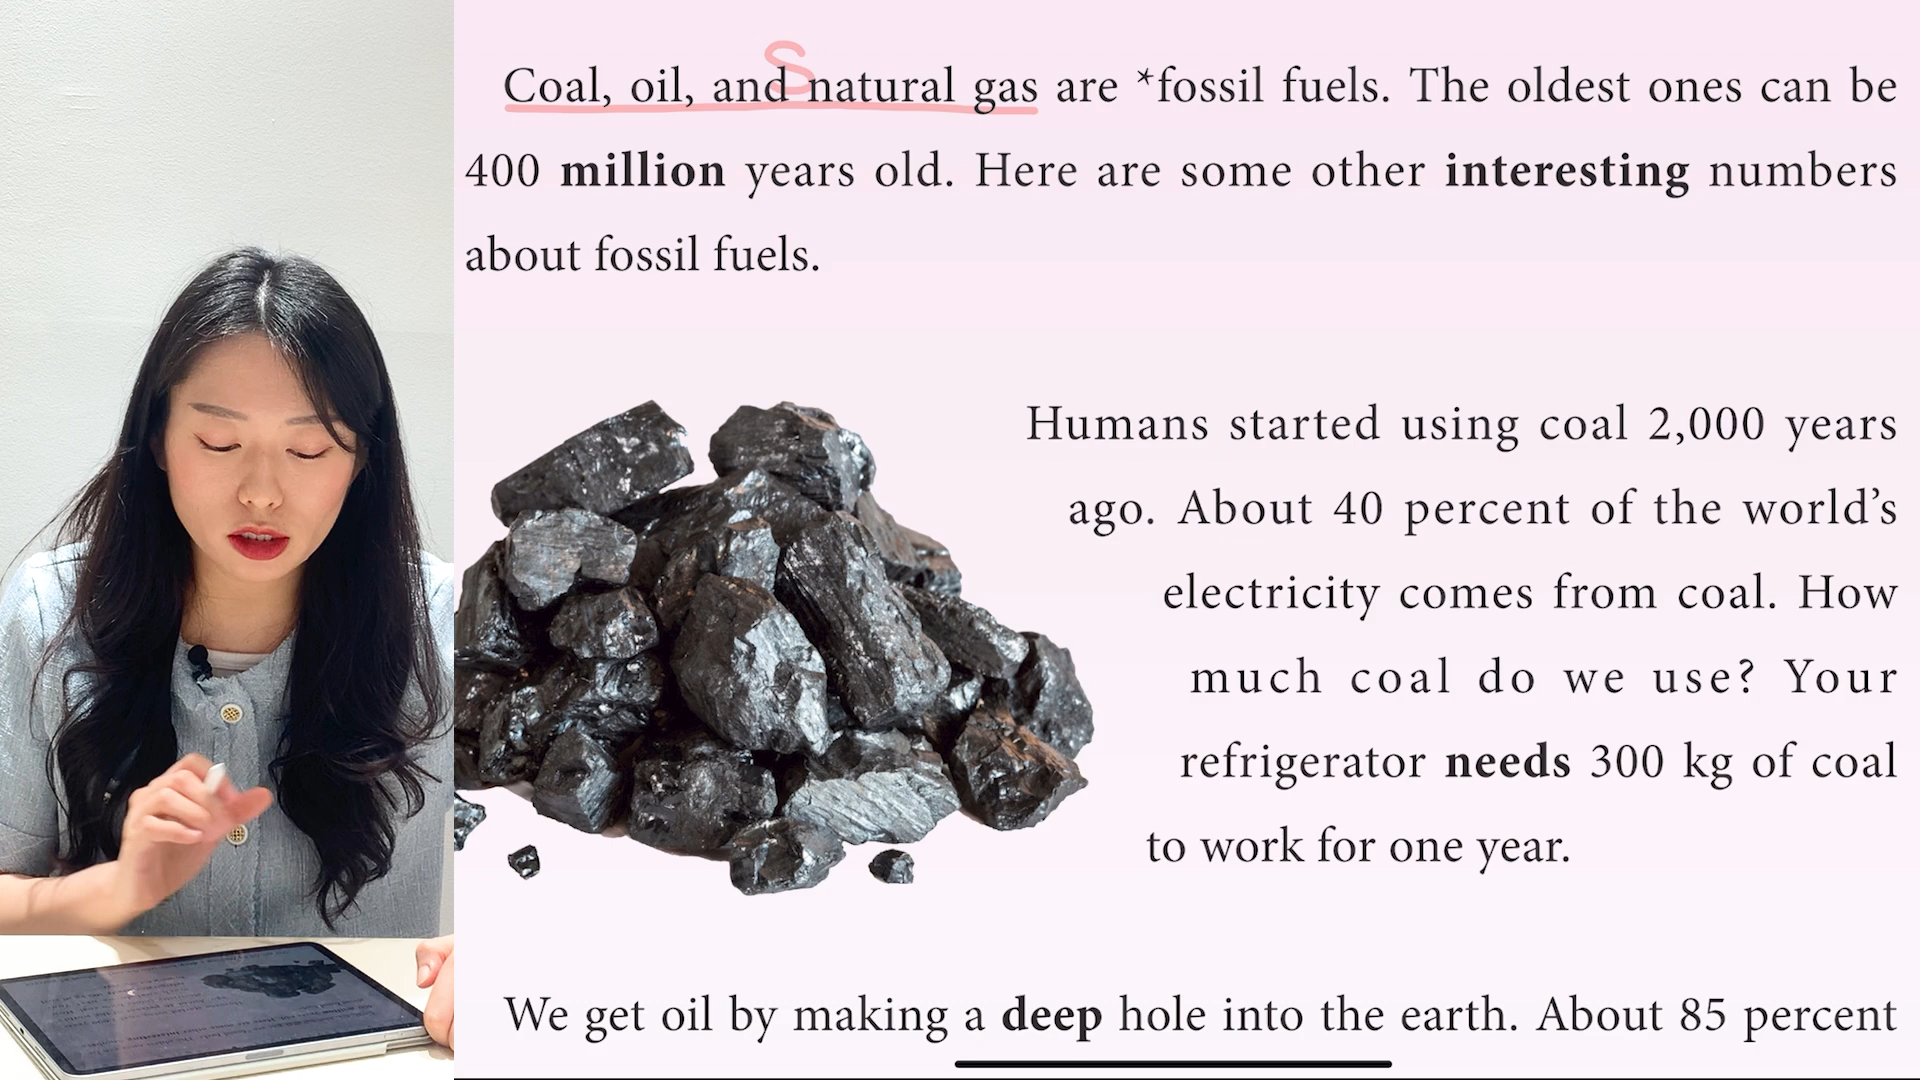 S
Coal, oil, and natural gas are *fossil fuels. The oldest ones can be
400 million years old. Here are some other interesting numbers
about fossil fuels.
Humans started using coal 2,000 years
ago. About 40 percent of the world’s
electricity comes from coal. How
much coal do we use? Your
refrigerator needs 300 kg of coal
to work for one year.
We get oil by making a deep hole into the earth. About 85 percent